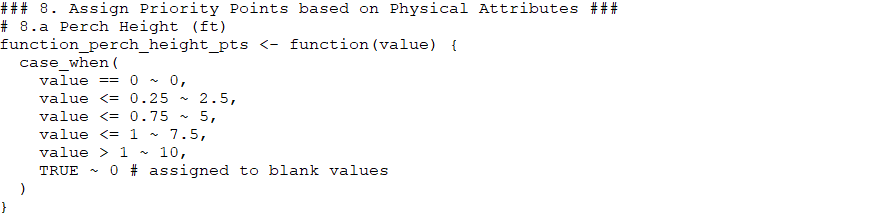 ### 8. Assign Priority Points based on Physical Attributes ###
# 8.a Perch Height (ft)
function_perch_height_pts <- function(value) {
  case_when(
    value == 0 ~ 0,
    value <= 0.25 ~ 2.5,
    value <= 0.75 ~ 5,
    value <= 1 ~ 7.5,
    value > 1 ~ 10,
    TRUE ~ 0 # assigned to blank values
  )
}